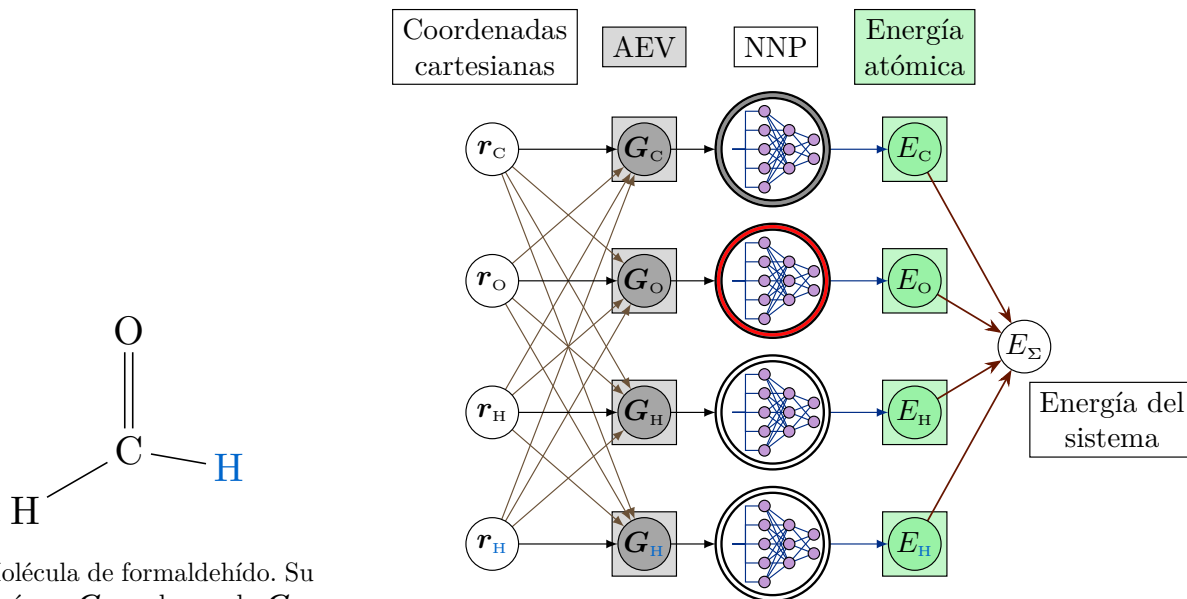 Coordenadas
cartesianas
AEV
NNP
Energía
atómica
r_C
G_C
E_C
r_O
G_O
E_O
r_H
G_H
E_H
r_H
G_H
E_H
E_Σ
Energía del
sistema
O
C
H
H
molécula de formaldehído. Su